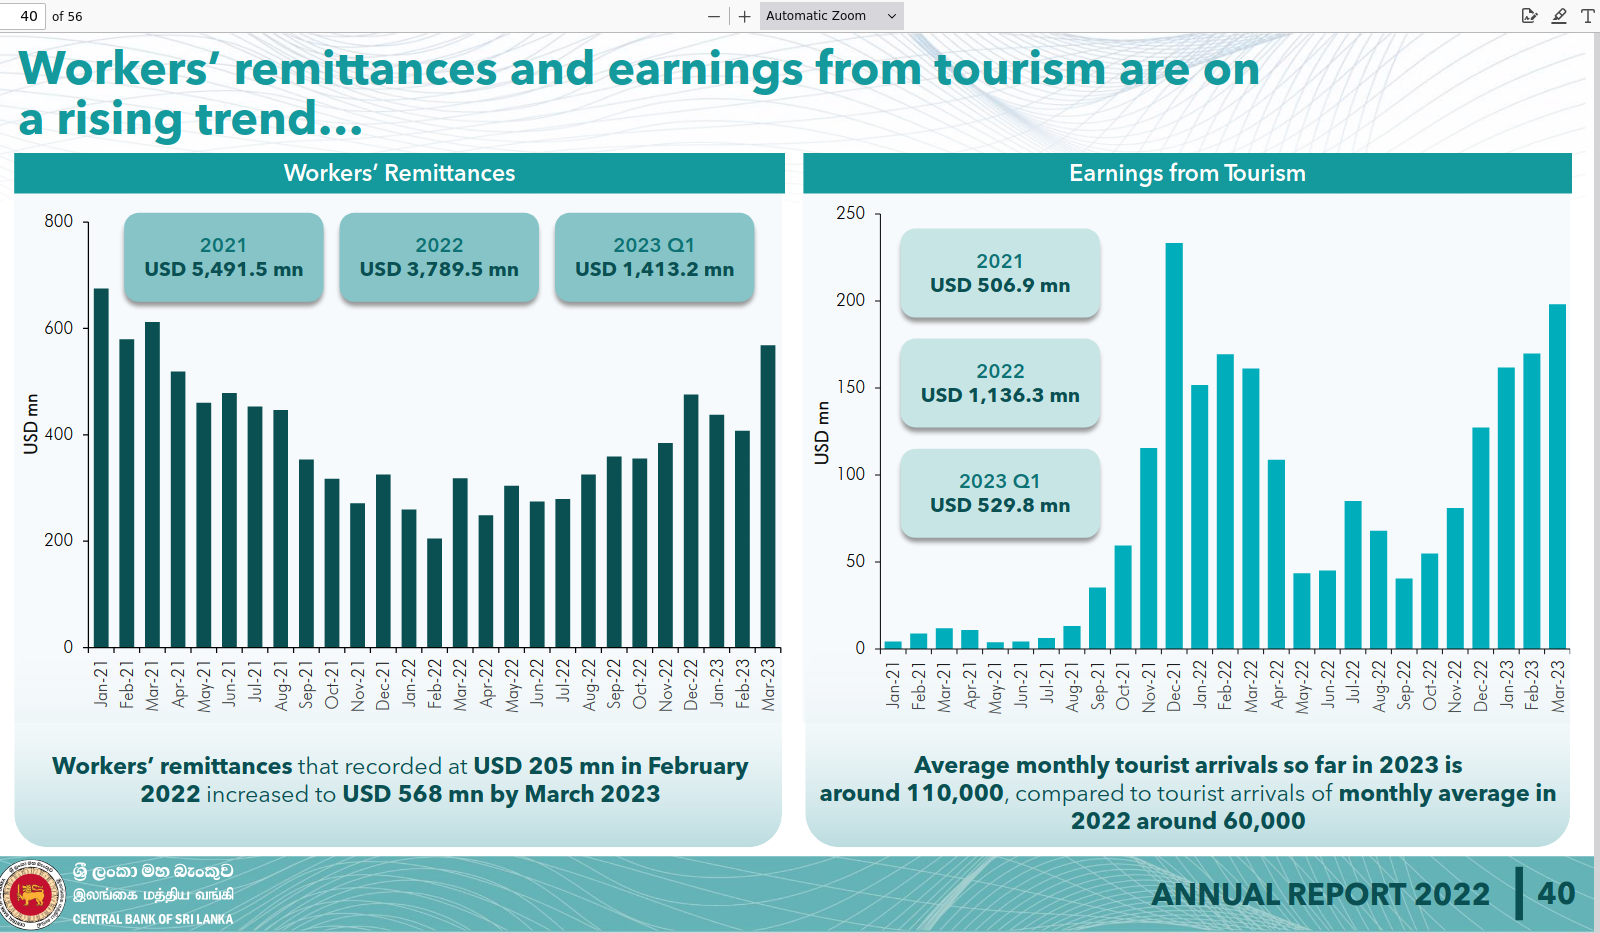 40 of 56
Automatic Zoom
Workers’ remittances and earnings from tourism are on
a rising trend...
Workers’ Remittances
800
600
400
200
0
USD mn
2021
USD 5,491.5 mn
2022
USD 3,789.5 mn
2023 Q1
USD 1,413.2 mn
Jan-21
Feb-21
Mar-21
Apr-21
May-21
Jun-21
Jul-21
Aug-21
Sep-21
Oct-21
Nov-21
Dec-21
Jan-22
Feb-22
Mar-22
Apr-22
May-22
Jun-22
Jul-22
Aug-22
Sep-22
Oct-22
Nov-22
Dec-22
Jan-23
Feb-23
Mar-23
Workers’ remittances that recorded at USD 205 mn in February
2022 increased to USD 568 mn by March 2023
Earnings from Tourism
250
200
150
100
50
0
USD mn
2021
USD 506.9 mn
2022
USD 1,136.3 mn
2023 Q1
USD 529.8 mn
Jan-21
Feb-21
Mar-21
Apr-21
May-21
Jun-21
Jul-21
Aug-21
Sep-21
Oct-21
Nov-21
Dec-21
Jan-22
Feb-22
Mar-22
Apr-22
May-22
Jun-22
Jul-22
Aug-22
Sep-22
Oct-22
Nov-22
Dec-22
Jan-23
Feb-23
Mar-23
Average monthly tourist arrivals so far in 2023 is
around 110,000, compared to tourist arrivals of monthly average in
2022 around 60,000
ශ්‍රී ලංකා මහ බැංකුව
இலங்கை மத்திய வங்கி
CENTRAL BANK OF SRI LANKA
ANNUAL REPORT 2022
40